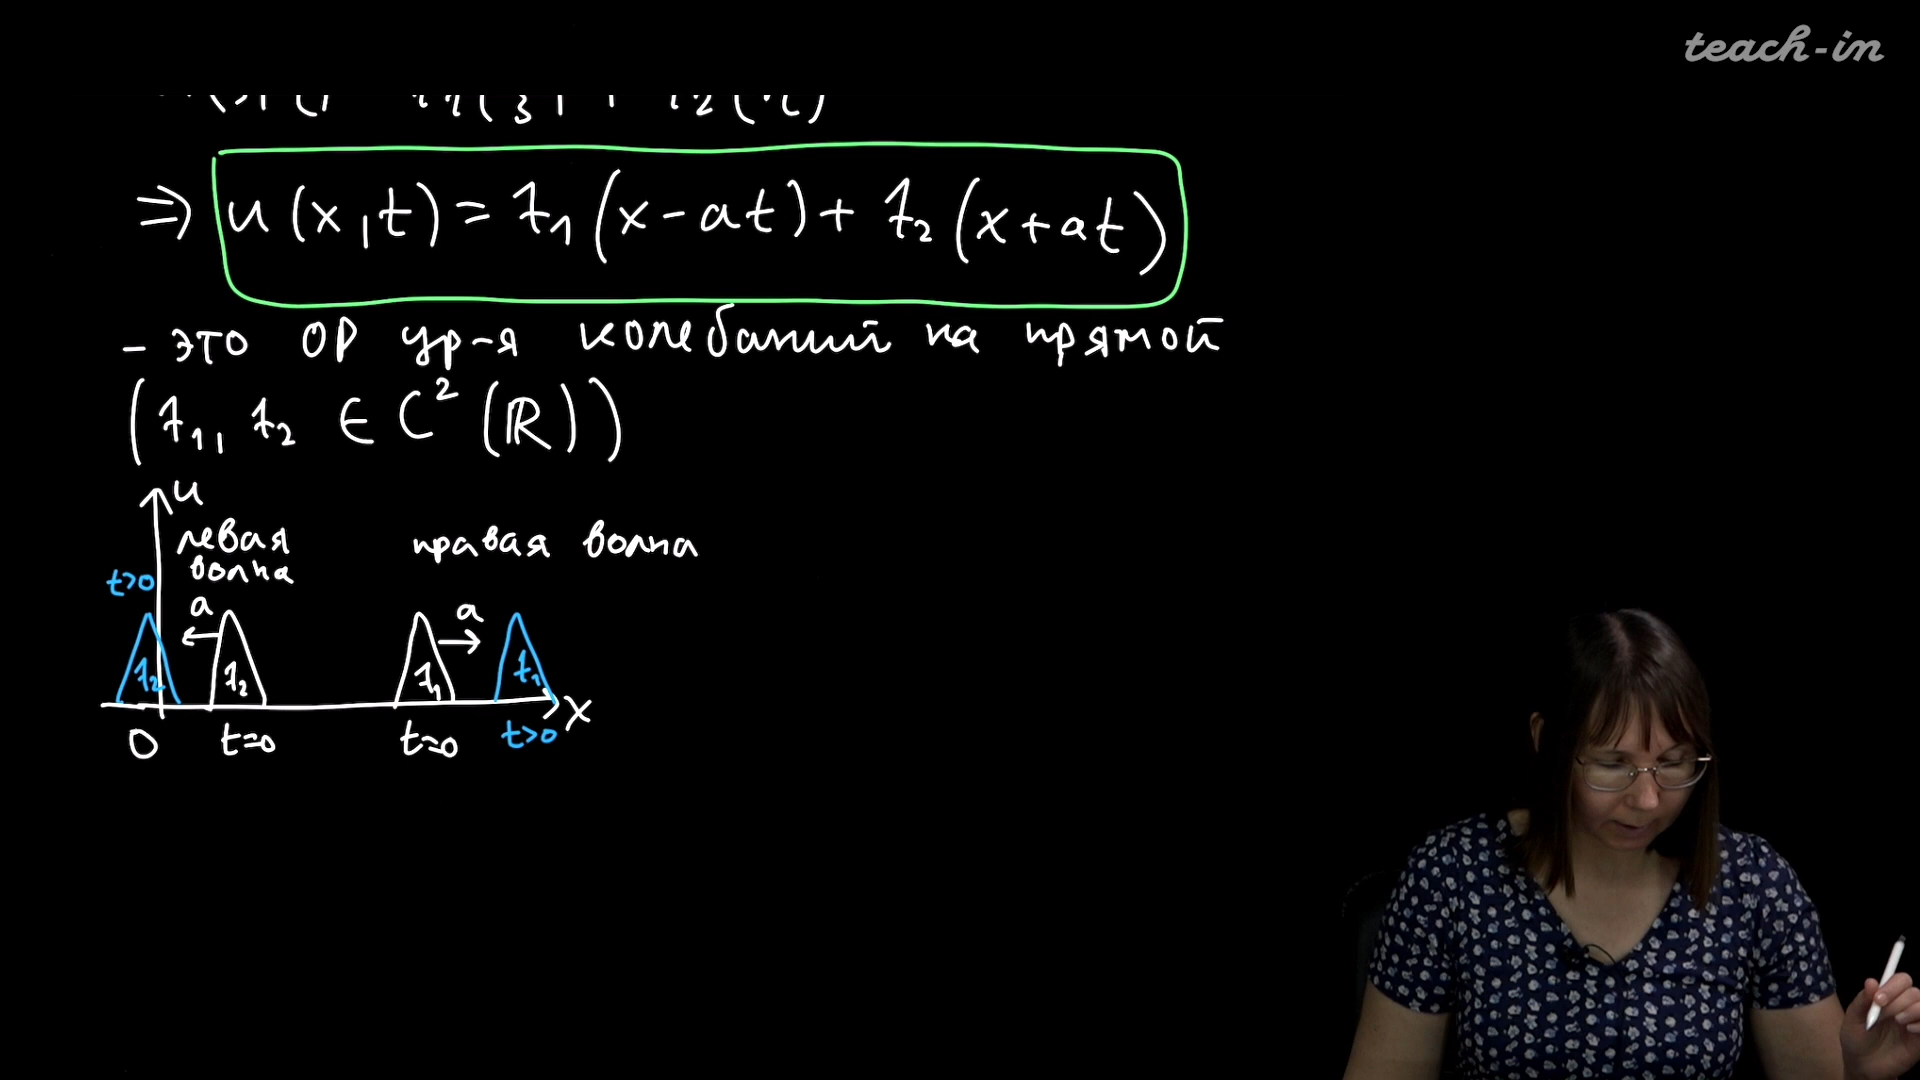 teach-in
⇒ u(x,t) = f₁(x-at) + f₂(x+at)
- это ОР ур-я колебаний на прямой
(f₁, f₂ ∈ C²(ℝ))
u
левая волна
правая волна
t>0
a
a
f₂
f₂
f₁
f₁
x
0
t=0
t=0
t>0